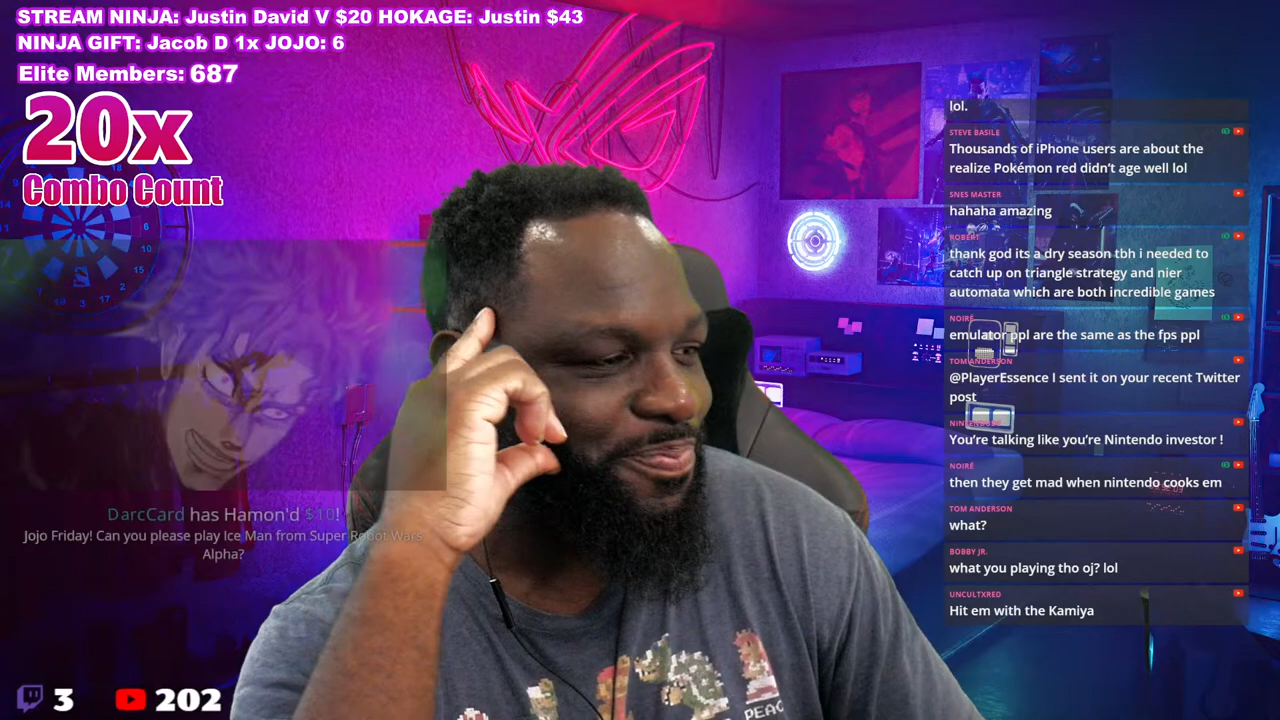 STREAM NINJA: Justin David V $20 HOKAGE: Justin $43
NINJA GIFT: Jacob D 1x JOJO: 6
Elite Members: 687
20x
Combo Count
DarcCard has Hamon'd $10!
Jojo Friday! Can you please play Ice Man from Super Robot Wars
Alpha?
3
202
lol.
STEVE BASILE
Thousands of iPhone users are about the
realize Pokémon red didn't age well lol
SNES MASTER
hahaha amazing
ROBERT
thank god its a dry season tbh i needed to
catch up on triangle strategy and nier
automata which are both incredible games
NOIRÉ
emulator ppl are the same as the fps ppl
TOM ANDERSON
@PlayerEssence I sent it on your recent Twitter
post
You're talking like you're Nintendo investor !
NOIRÉ
then they get mad when nintendo cooks em
TOM ANDERSON
what?
BOBBY JR.
what you playing tho oj? lol
UNCULTXRED
Hit em with the Kamiya
PEAC